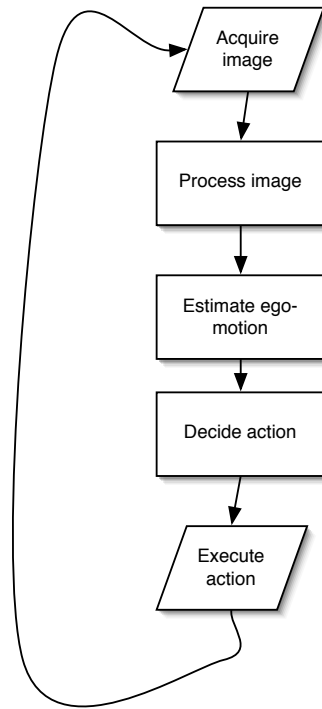 Acquire
image
Process image
Estimate ego-
motion
Decide action
Execute
action